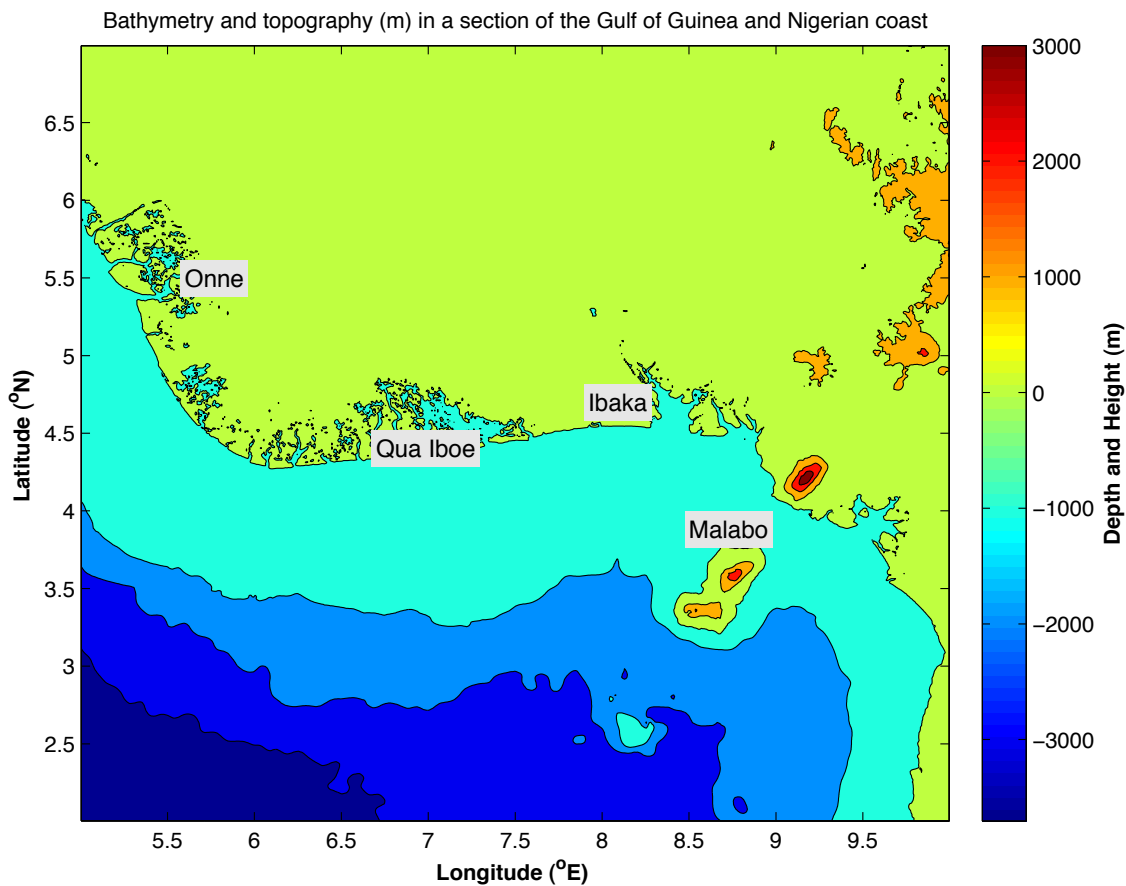 Bathymetry and topography (m) in a section of the Gulf of Guinea and Nigerian coast
6.5
6
5.5
5
4.5
4
3.5
3
2.5
Latitude (°N)
Onne
Qua Iboe
Ibaka
Malabo
5.5 6 6.5 7 7.5 8 8.5 9 9.5
Longitude (°E)
3000
2000
1000
0
−1000
−2000
−3000
Depth and Height (m)